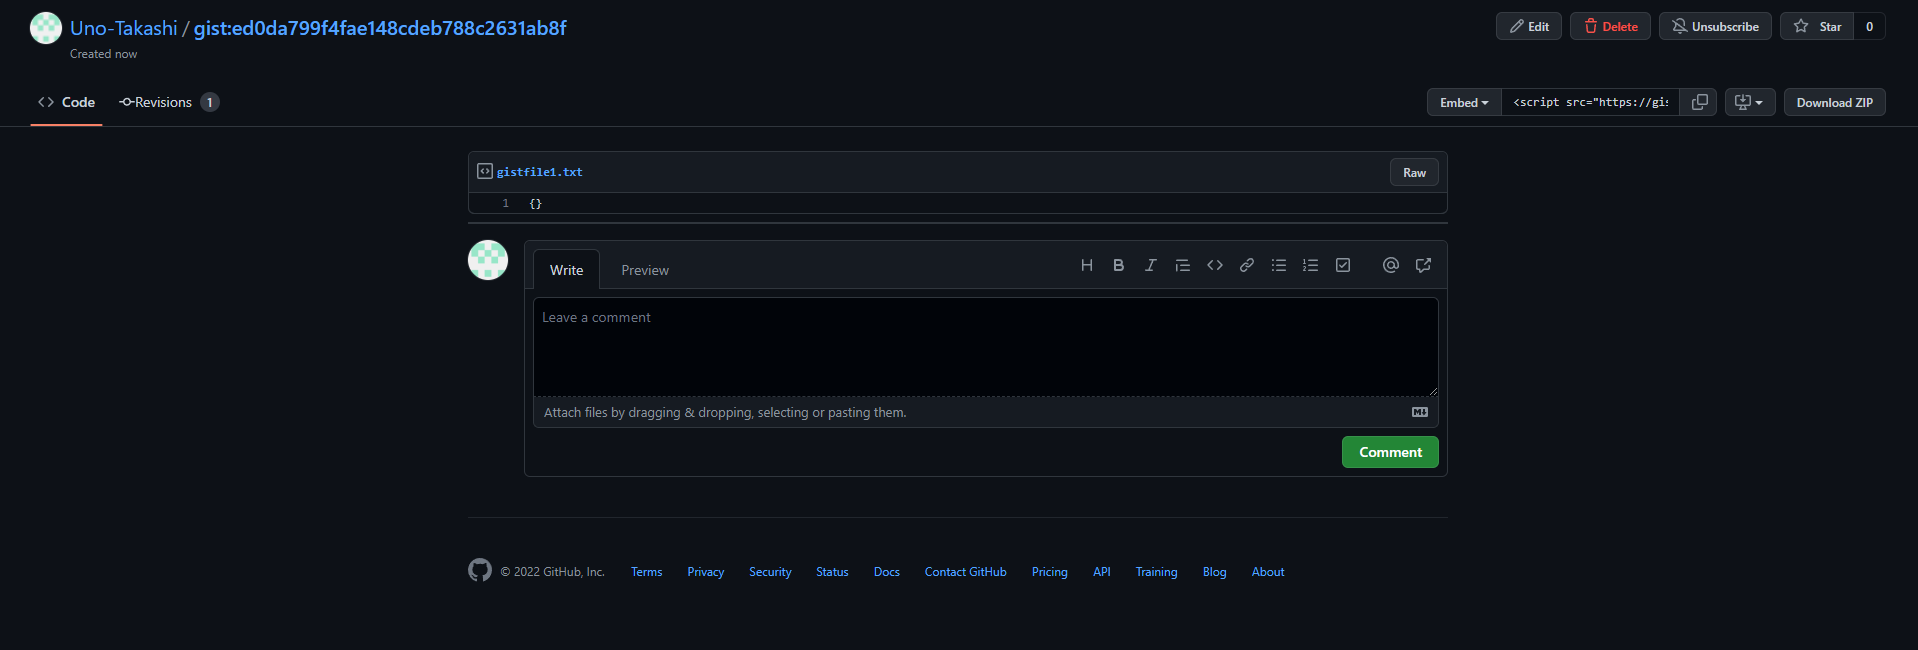 Uno-Takashi / gist:ed0da799f4fae148cdeb788c2631ab8f
Created now
Edit Delete Unsubscribe Star 0
Code Revisions 1
Embed <script src="https://gis Download ZIP
gistfile1.txt Raw
1 {}
Write Preview
Leave a comment
Attach files by dragging & dropping, selecting or pasting them.
Comment
© 2022 GitHub, Inc. Terms Privacy Security Status Docs Contact GitHub Pricing API Training Blog About